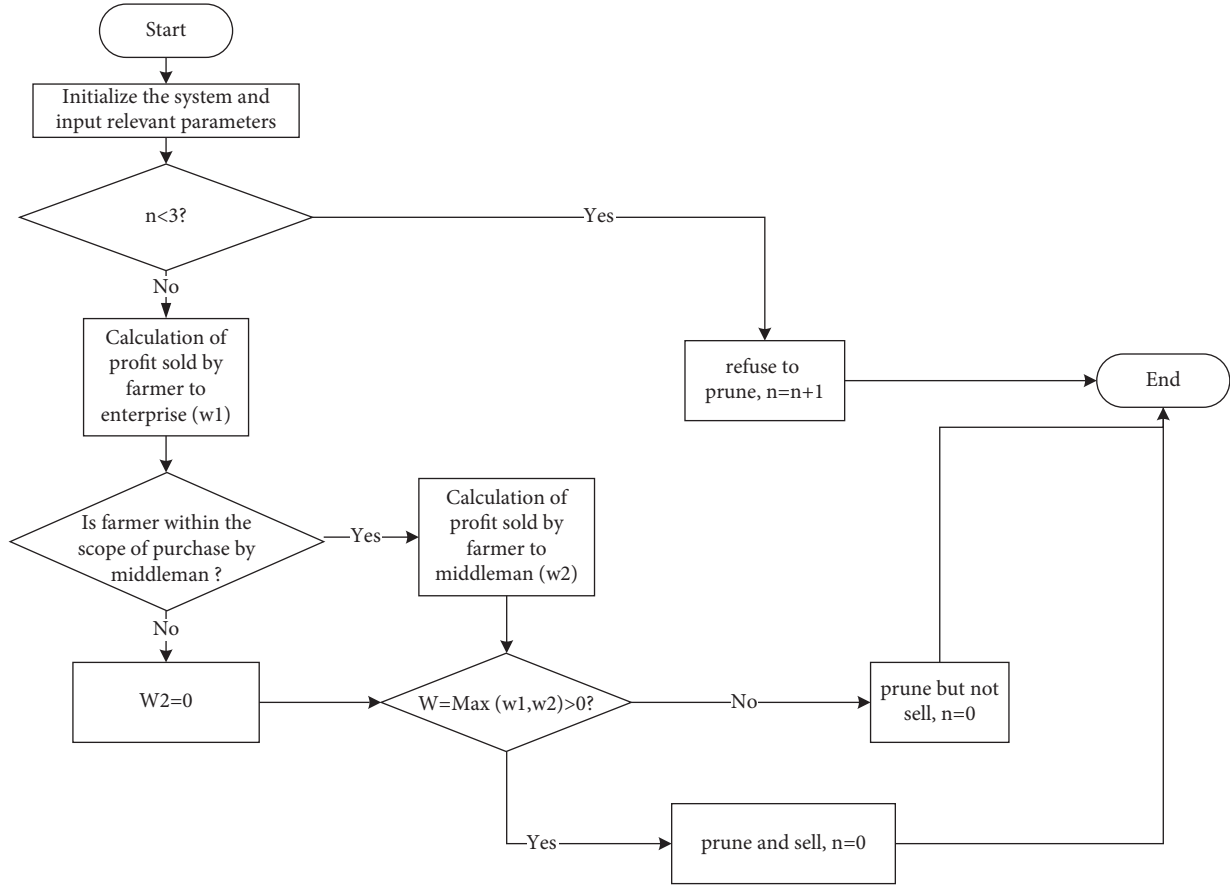 Start
Initialize the system and
input relevant parameters
n<3?
Yes
No
Calculation of
profit sold by
farmer to
enterprise (w1)
refuse to
prune, n=n+1
End
Is farmer within the
scope of purchase by
middleman ?
Yes
Calculation of
profit sold by
farmer to
middleman (w2)
No
W2=0
W=Max (w1,w2)>0?
No
prune but not
sell, n=0
Yes
prune and sell, n=0